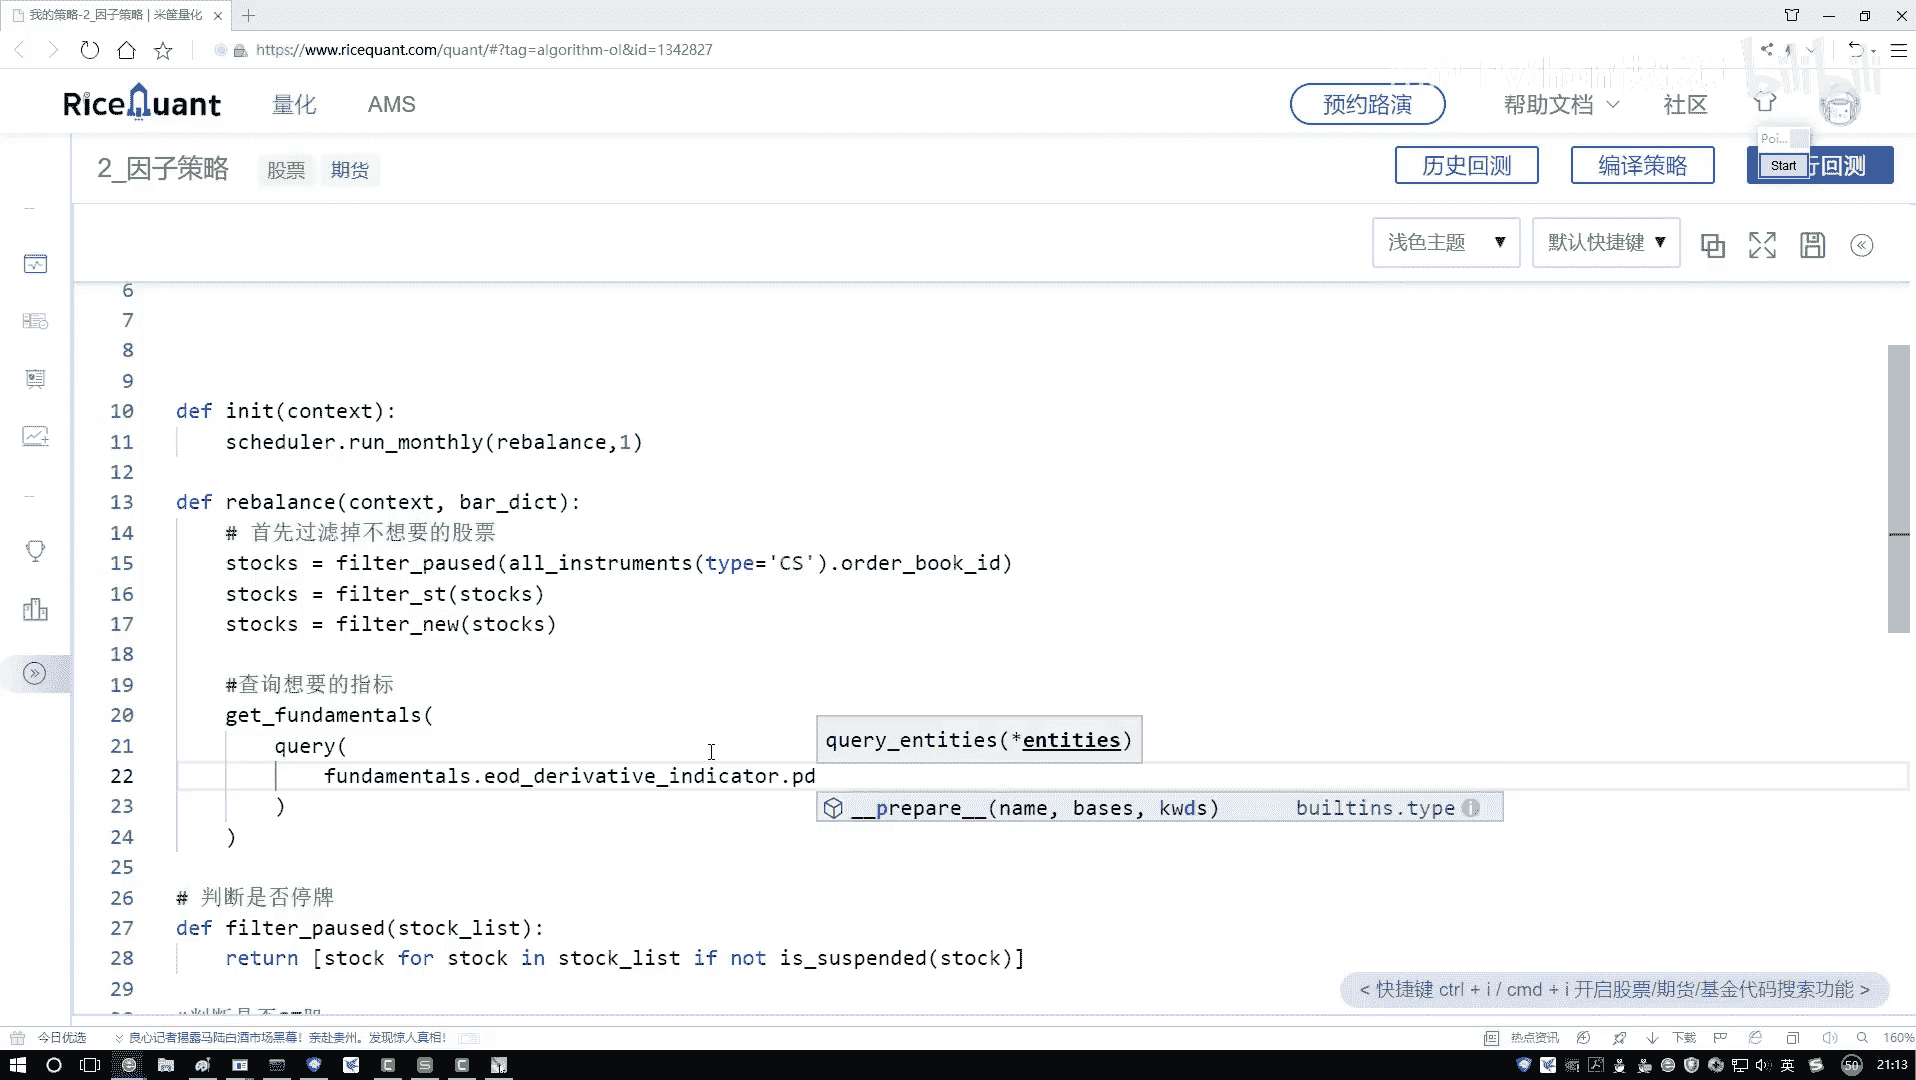 我的策略-2_因子策略 | 米筐量化
https://www.ricequant.com/quant/#?tag=algorithm-ol&id=1342827
RiceQuant 量化 AMS 预约路演 帮助文档 社区
Poi...
2_因子策略 股票 期货 历史回测 编译策略 Start 行回测
浅色主题 ▼ 默认快捷键 ▼
6
7
8
9
10 def init(context):
11 scheduler.run_monthly(rebalance,1)
12
13 def rebalance(context, bar_dict):
14 # 首先过滤掉不想要的股票
15 stocks = filter_paused(all_instruments(type='CS').order_book_id)
16 stocks = filter_st(stocks)
17 stocks = filter_new(stocks)
18
19 #查询想要的指标
20 get_fundamentals(
21 query(
query_entities(*entities)
22 fundamentals.eod_derivative_indicator.pd
23 )
__prepare__(name, bases, kwds) builtins.type
24 )
25
26 # 判断是否停牌
27 def filter_paused(stock_list):
28 return [stock for stock in stock_list if not is_suspended(stock)]
29
< 快捷键 ctrl + i / cmd + i 开启股票/期货/基金代码搜索功能 >
今日优选 良心记者揭露马陆白酒市场黑幕！亲赴贵州。发现惊人真相！ 热点资讯 下载 160%
英 50 21:13